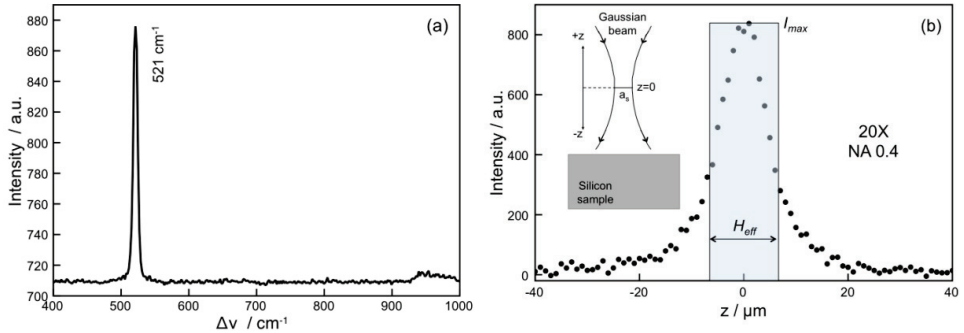 (a)
521 cm⁻¹
Intensity / a.u.
880
860
840
820
800
780
760
740
720
700
400
500
600
700
800
900
1000
Δν / cm⁻¹
(b)
Gaussian
beam
+z
z=0
aₛ
-z
Silicon
sample
I_max
20X
NA 0.4
H_eff
Intensity / a.u.
800
600
400
200
0
-40
-20
0
20
40
z / μm